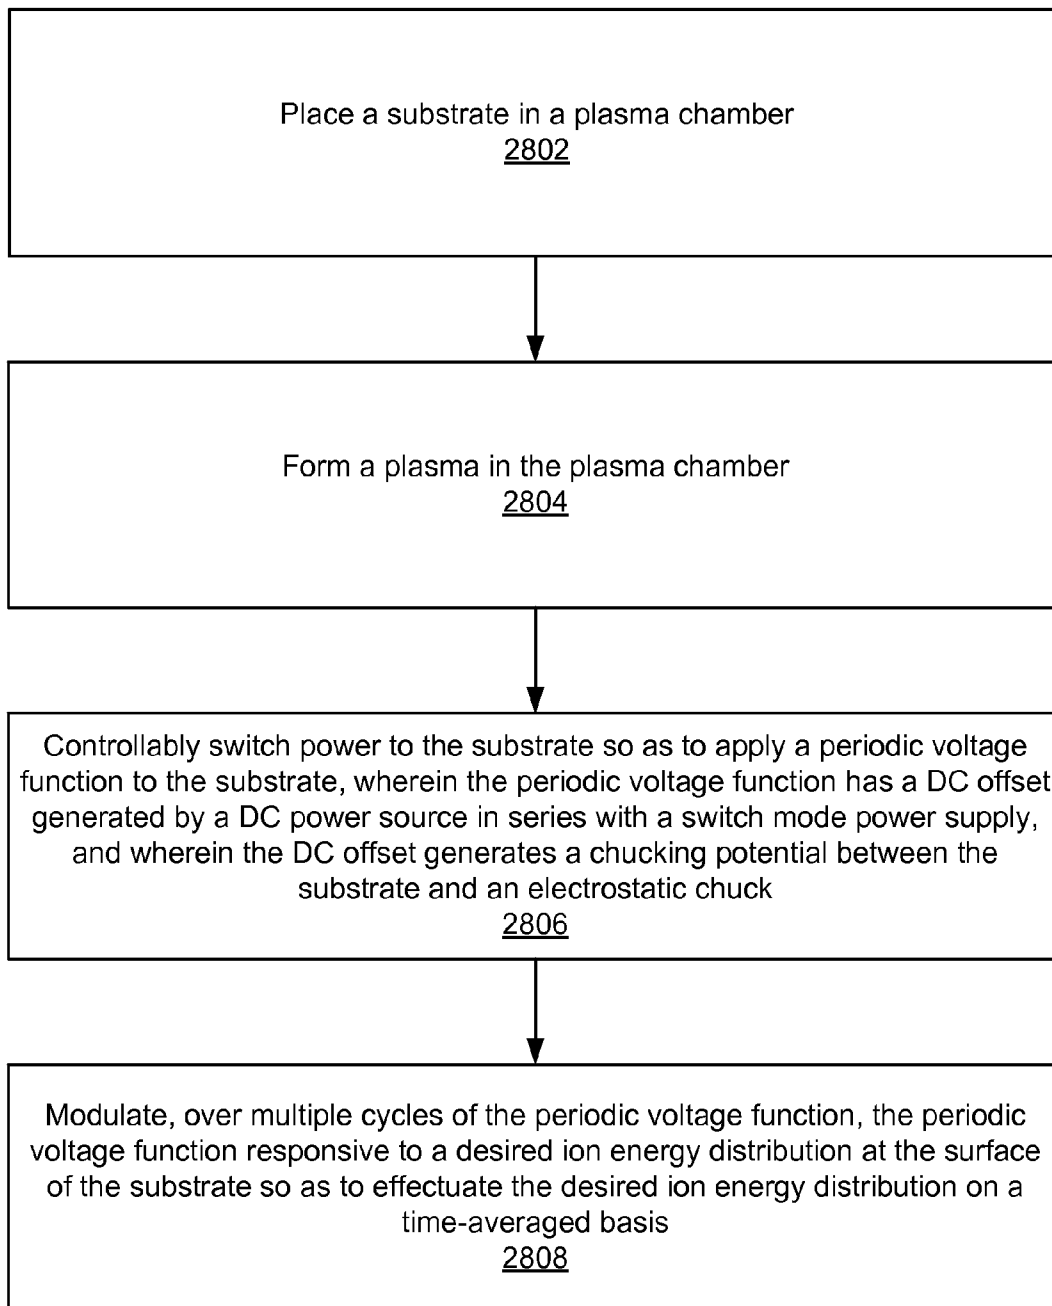 Place a substrate in a plasma chamber
2802
Form a plasma in the plasma chamber
2804
Controllably switch power to the substrate so as to apply a periodic voltage
function to the substrate, wherein the periodic voltage function has a DC offset
generated by a DC power source in series with a switch mode power supply,
and wherein the DC offset generates a chucking potential between the
substrate and an electrostatic chuck
2806
Modulate, over multiple cycles of the periodic voltage function, the periodic
voltage function responsive to a desired ion energy distribution at the surface
of the substrate so as to effectuate the desired ion energy distribution on a
time-averaged basis
2808